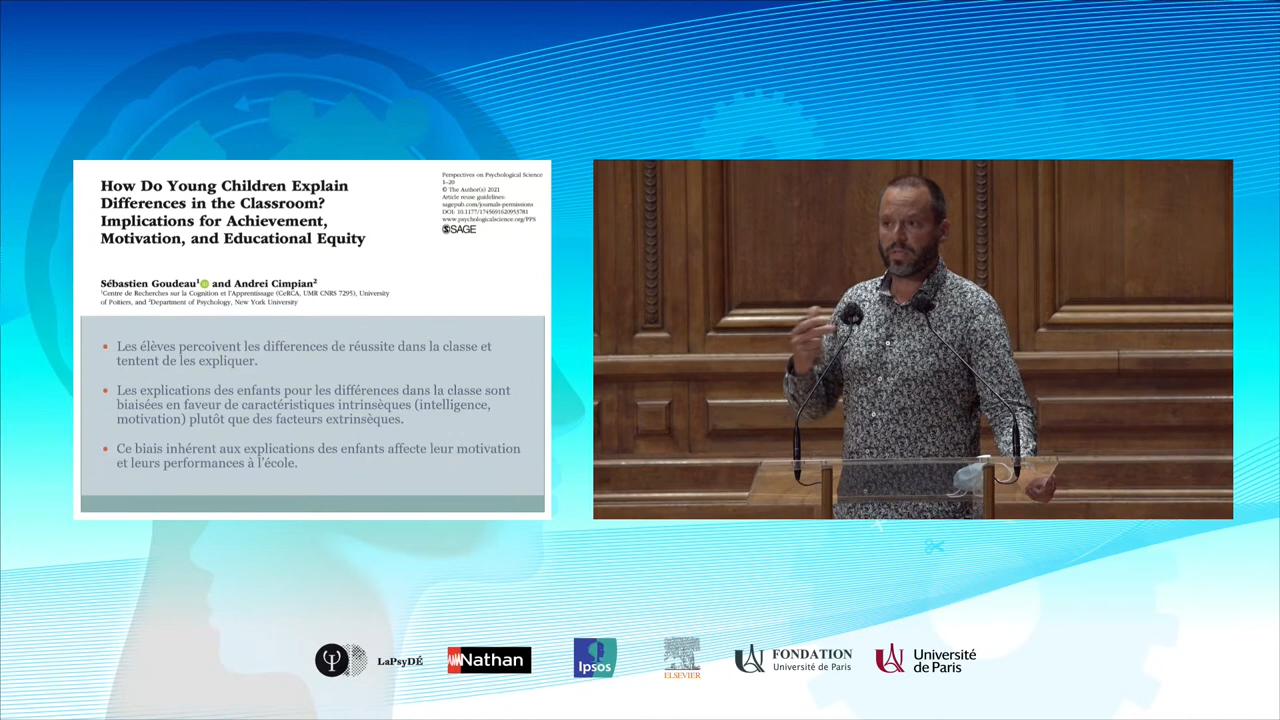 How Do Young Children Explain
Differences in the Classroom?
Implications for Achievement,
Motivation, and Educational Equity
Perspectives on Psychological Science
1–20
© The Author(s) 2021
Article reuse guidelines:
sagepub.com/journals-permissions
DOI: 10.1177/1745691620953781
www.psychologicalscience.org/PPS
SAGE
Sébastien Goudeau¹ and Andrei Cimpian²
¹Centre de Recherches sur la Cognition et l'Apprentissage (CeRCA, UMR CNRS 7295), University
of Poitiers, and ²Department of Psychology, New York University
• Les élèves perçoivent les differences de réussite dans la classe et
tentent de les expliquer.
• Les explications des enfants pour les différences dans la classe sont
biaisées en faveur de caractéristiques intrinsèques (intelligence,
motivation) plutôt que des facteurs extrinsèques.
• Ce biais inhérent aux explications des enfants affecte leur motivation
et leurs performances à l'école.
LaPsyDÉ
Nathan
Ipsos
ELSEVIER
FONDATION
Université de Paris
Université
de Paris